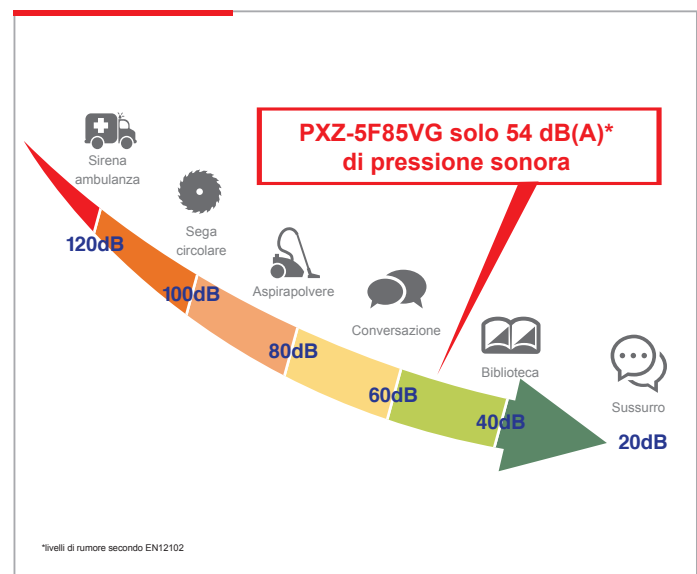 PXZ-5F85VG solo 54 dB(A)*
di pressione sonora
Sirena
ambulanza
120dB
Sega
circolare
100dB
Aspirapolvere
80dB
Conversazione
60dB
Biblioteca
40dB
Sussurro
20dB
*livelli di rumore secondo EN12102